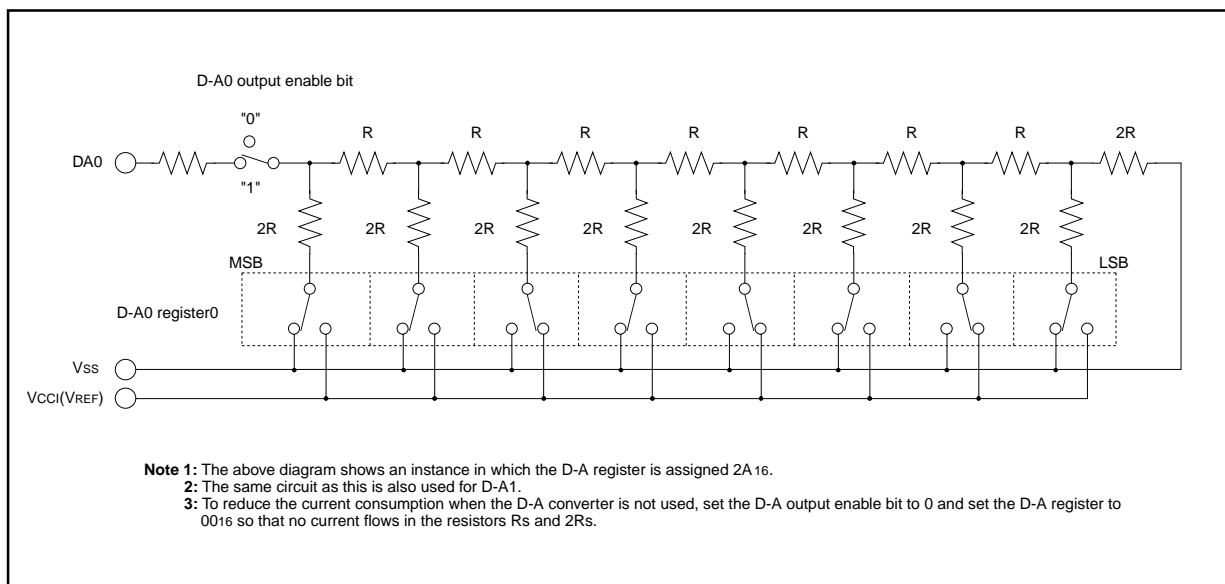 D-A0 output enable bit
"0"
R R R R R R R 2R
DA0
"1"
2R 2R 2R 2R 2R 2R 2R 2R
MSB LSB
D-A0 register0
Vss
VCCI(VREF)
Note 1: The above diagram shows an instance in which the D-A register is assigned 2A16.
2: The same circuit as this is also used for D-A1.
3: To reduce the current consumption when the D-A converter is not used, set the D-A output enable bit to 0 and set the D-A register to
0016 so that no current flows in the resistors Rs and 2Rs.